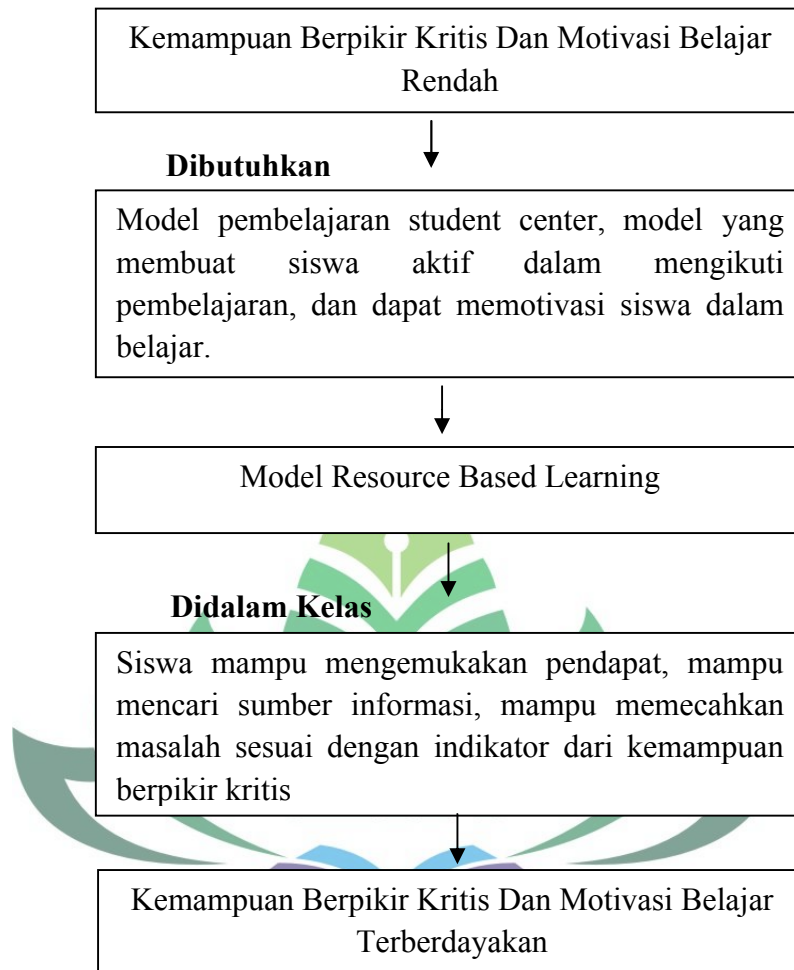 Kemampuan Berpikir Kritis Dan Motivasi Belajar
Rendah
Dibutuhkan
Model pembelajaran student center, model yang
membuat siswa aktif dalam mengikuti
pembelajaran, dan dapat memotivasi siswa dalam
belajar.
Model Resource Based Learning
Didalam Kelas
Siswa mampu mengemukakan pendapat, mampu
mencari sumber informasi, mampu memecahkan
masalah sesuai dengan indikator dari kemampuan
berpikir kritis
Kemampuan Berpikir Kritis Dan Motivasi Belajar
Terberdayakan